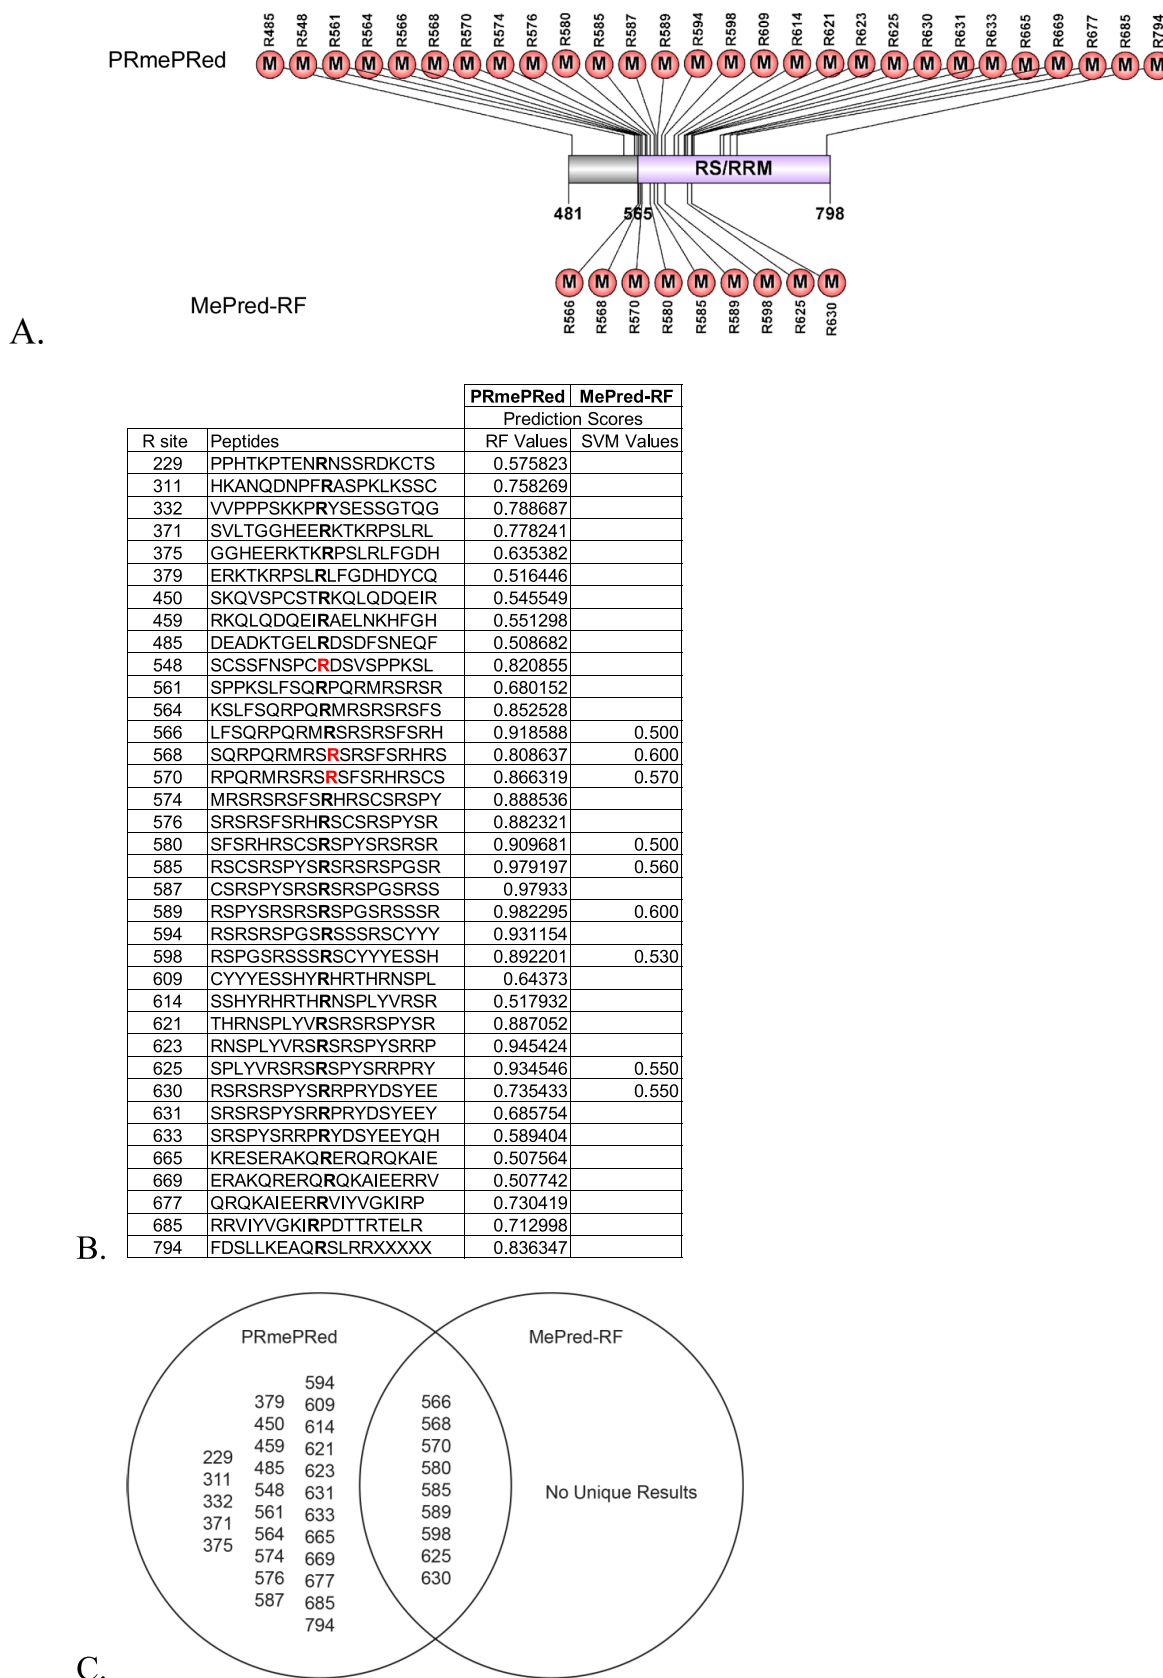 R485 R548 R561 R564 R566 R568 R570 R574 R576 R580 R585 R587 R589 R594 R598 R609 R614 R621 R623 R625 R630 R631 R633 R665 R669 R677 R685 R794
PRmePRed M M M M M M M M M M M M M M M M M M M M M M M M M M M M
RS/RRM
481 565 798
M M M M M M M M M
MePred-RF R566 R568 R570 R580 R585 R589 R598 R625 R630
A.
PRmePRed MePred-RF
Prediction Scores
R site Peptides RF Values SVM Values
229 PPHTKPTENRNSSRDKCTS 0.575823
311 HKANQDNPFRASPKLKSSC 0.758269
332 VVPPPSKKPRYSESSGTQG 0.788687
371 SVLTGGHEERKTKRPSLRL 0.778241
375 GGHEERKTKRPSLRLFGDH 0.635382
379 ERKTKRPSLRLFGDHDYCQ 0.516446
450 SKQVSPCSTRKQLQDQEIR 0.545549
459 RKQLQDQEIRAELNKHFGH 0.551298
485 DEADKTGELRDSDFSNEQF 0.508682
548 SCSSFNSPCRDSVSPPKSL 0.820855
561 SPPKSLFSQRPQRMRSRSR 0.680152
564 KSLFSQRPQRMRSRSRSFS 0.852528
566 LFSQRPQRMRSRSRSFSRH 0.918588 0.500
568 SQRPQRMRSRSRSFSRHRS 0.808637 0.600
570 RPQRMRSRSRSFSRHRSCS 0.866319 0.570
574 MRSRSRSFSRHRSCSRSPY 0.888536
576 SRSRSFSRHRSCSRSPYSR 0.882321
580 SFSRHRSCSRSPYSRSRSR 0.909681 0.500
585 RSCSRSPYSRSRSRSPGSR 0.979197 0.560
587 CSRSPYSRSRSRSPGSRSS 0.97933
589 RSPYSRSRSRSPGSRSSSR 0.982295 0.600
594 RSRSRSPGSRSSSRSCYYY 0.931154
598 RSPGSRSSSRSCYYYESSH 0.892201 0.530
609 CYYYESSHYRHRTHRNSPL 0.64373
614 SSHYRHRTHRNSPLYVRSR 0.517932
621 THRNSPLYVRSRSRSPYSR 0.887052
623 RNSPLYVRSRSRSPYSRRP 0.945424
625 SPLYVRSRSRSPYSRRPRY 0.934546 0.550
630 RSRSRSPYSRRPRYDSYEE 0.735433 0.550
631 SRSRSPYSRRPRYDSYEEY 0.685754
633 SRSPYSRRPRYDSYEEYQH 0.589404
665 KRESERAKQRERQRQKAIE 0.507564
669 ERAKQRERQRQKAIEERRV 0.507742
677 QRQKAIEERRVIYVGKIRP 0.730419
685 RRVIYVGKIRPDTTRTELR 0.712998
794 FDSLLKEAQRSLRRXXXXX 0.836347
B.
PRmePRed MePred-RF
229
311
332
371
375
379
450
459
485
548
561
564
574
576
587
594
609
614
621
623
631
633
665
669
677
685
794
566
568
570
580
585
589
598
625
630
No Unique Results
C.